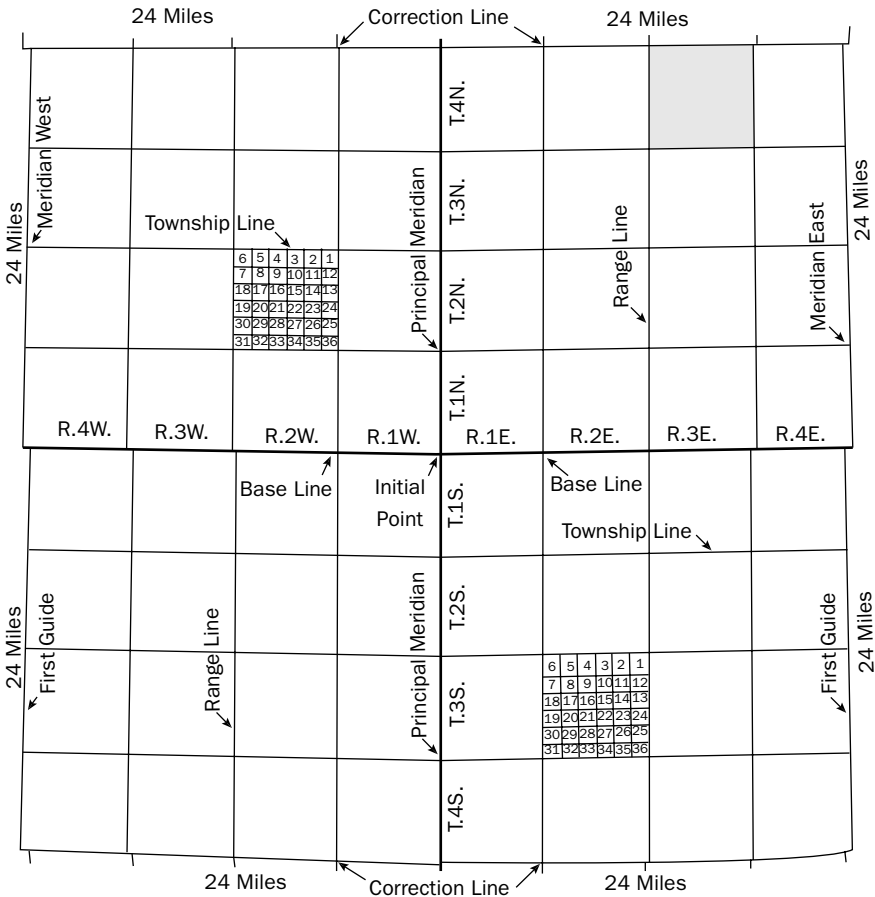 24 Miles
Correction Line
24 Miles
T.4N.
Meridian West
24 Miles
T.3N.
24 Miles
Township Line
Principal Meridian
Range Line
Meridian East
6 5 4 3 2 1
7 8 9 10 11 12
18 17 16 15 14 13
19 20 21 22 23 24
30 29 28 27 26 25
31 32 33 34 35 36
T.2N.
T.1N.
R.4W.
R.3W.
R.2W.
R.1W.
R.1E.
R.2E.
R.3E.
R.4E.
Base Line
Initial
Point
T.1S.
Base Line
Township Line
24 Miles
First Guide
Range Line
Principal Meridian
T.2S.
First Guide
24 Miles
6 5 4 3 2 1
7 8 9 10 11 12
18 17 16 15 14 13
19 20 21 22 23 24
30 29 28 27 26 25
31 32 33 34 35 36
T.3S.
T.4S.
24 Miles
Correction Line
24 Miles